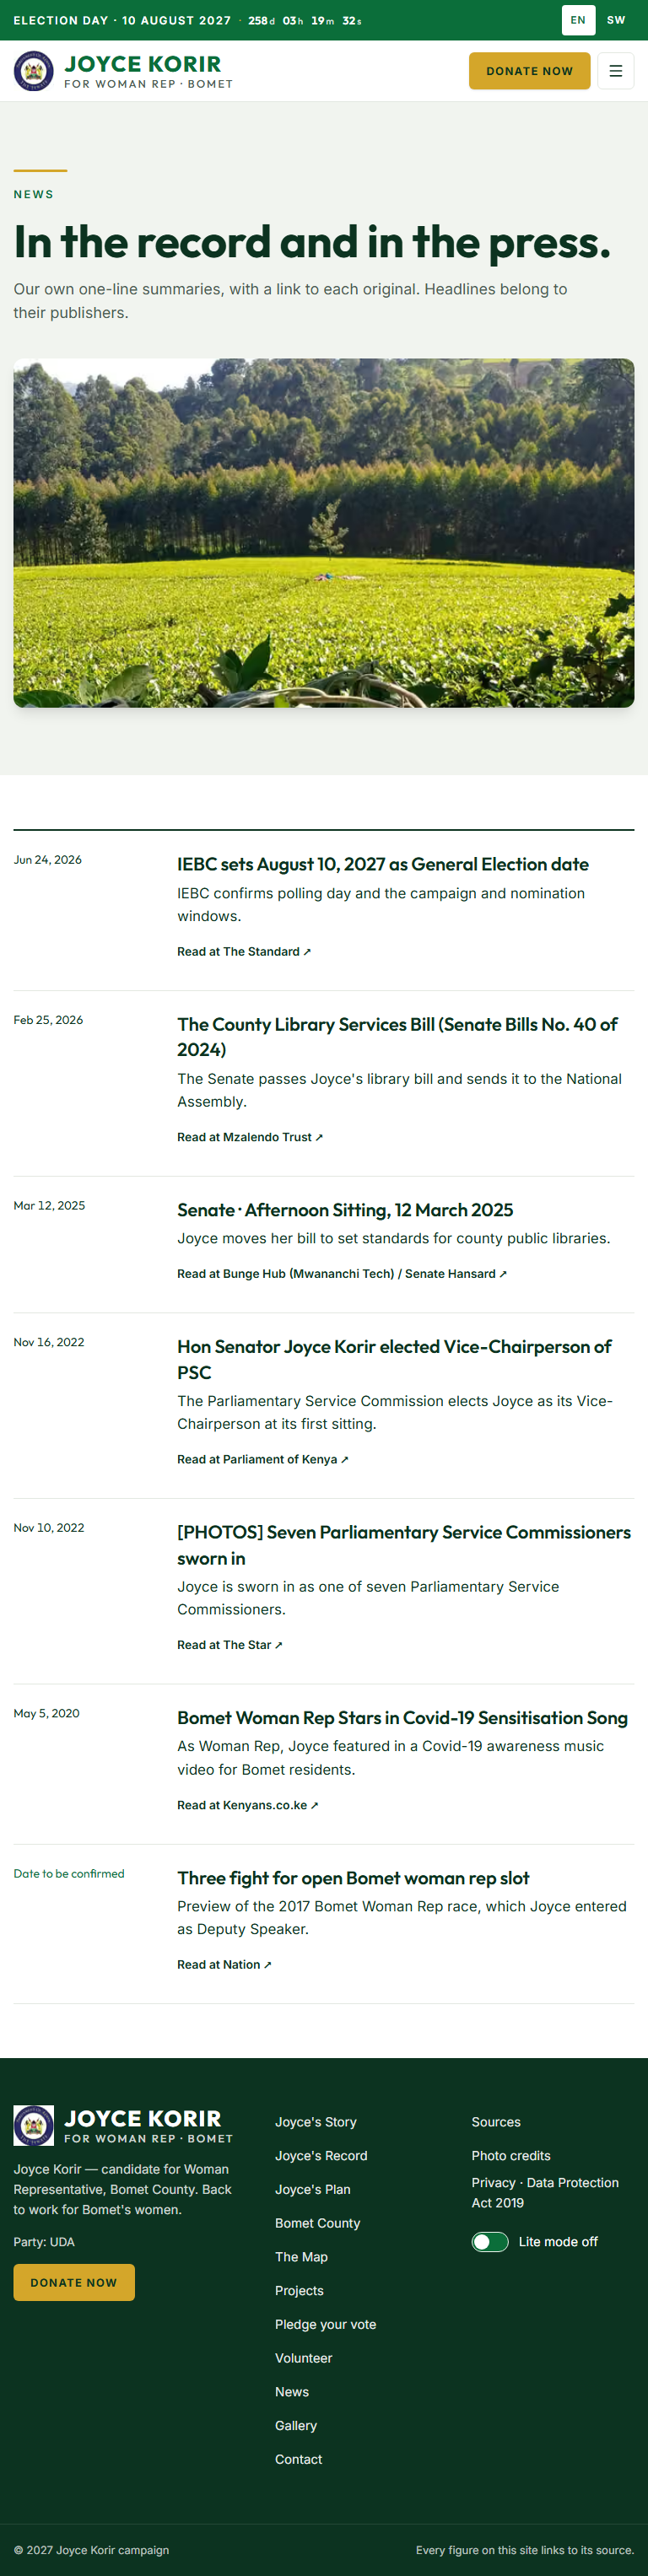 ELECTION DAY · 10 AUGUST 2027 · 258d 03h 19m 32s
EN SW
JOYCE KORIR
FOR WOMAN REP · BOMET
DONATE NOW
NEWS
In the record and in the press.
Our own one-line summaries, with a link to each original. Headlines belong to
their publishers.
Jun 24, 2026
IEBC sets August 10, 2027 as General Election date
IEBC confirms polling day and the campaign and nomination
windows.
Read at The Standard ↗
Feb 25, 2026
The County Library Services Bill (Senate Bills No. 40 of
2024)
The Senate passes Joyce's library bill and sends it to the National
Assembly.
Read at Mzalendo Trust ↗
Mar 12, 2025
Senate · Afternoon Sitting, 12 March 2025
Joyce moves her bill to set standards for county public libraries.
Read at Bunge Hub (Mwananchi Tech) / Senate Hansard ↗
Nov 16, 2022
Hon Senator Joyce Korir elected Vice-Chairperson of
PSC
The Parliamentary Service Commission elects Joyce as its Vice-
Chairperson at its first sitting.
Read at Parliament of Kenya ↗
Nov 10, 2022
[PHOTOS] Seven Parliamentary Service Commissioners
sworn in
Joyce is sworn in as one of seven Parliamentary Service
Commissioners.
Read at The Star ↗
May 5, 2020
Bomet Woman Rep Stars in Covid-19 Sensitisation Song
As Woman Rep, Joyce featured in a Covid-19 awareness music
video for Bomet residents.
Read at Kenyans.co.ke ↗
Date to be confirmed
Three fight for open Bomet woman rep slot
Preview of the 2017 Bomet Woman Rep race, which Joyce entered
as Deputy Speaker.
Read at Nation ↗
JOYCE KORIR
FOR WOMAN REP · BOMET
Joyce Korir — candidate for Woman
Representative, Bomet County. Back
to work for Bomet's women.
Party: UDA
DONATE NOW
Joyce's Story
Joyce's Record
Joyce's Plan
Bomet County
The Map
Projects
Pledge your vote
Volunteer
News
Gallery
Contact
Sources
Photo credits
Privacy · Data Protection
Act 2019
Lite mode off
© 2027 Joyce Korir campaign
Every figure on this site links to its source.